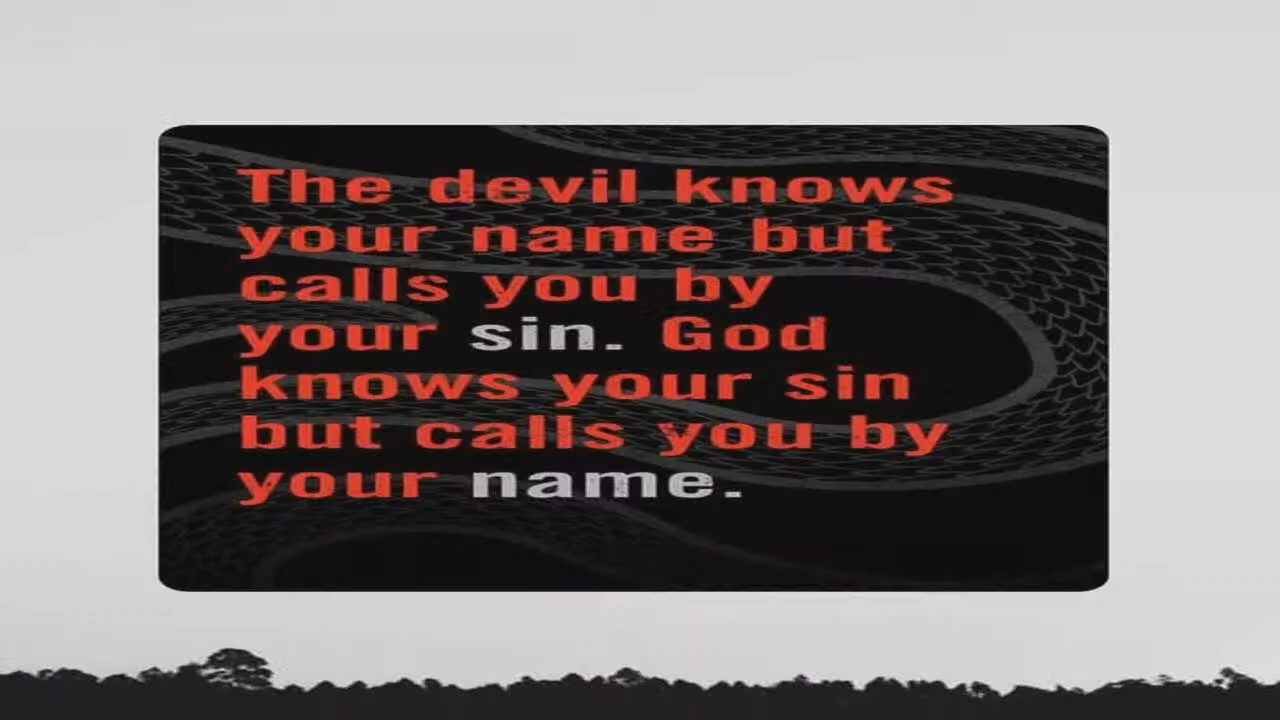 The devil knows
your name but
calls you by
your sin. God
knows your sin
but calls you by
your name.